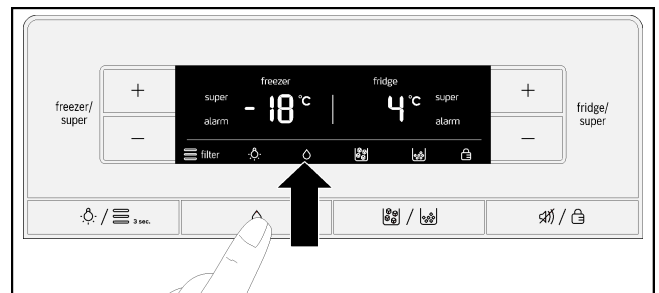 freezer fridge
super -18 °C 4 °C super
alarm alarm
filter
freezer/
super
+
–
+
–
fridge/
super
/ 3 sec.
/
/